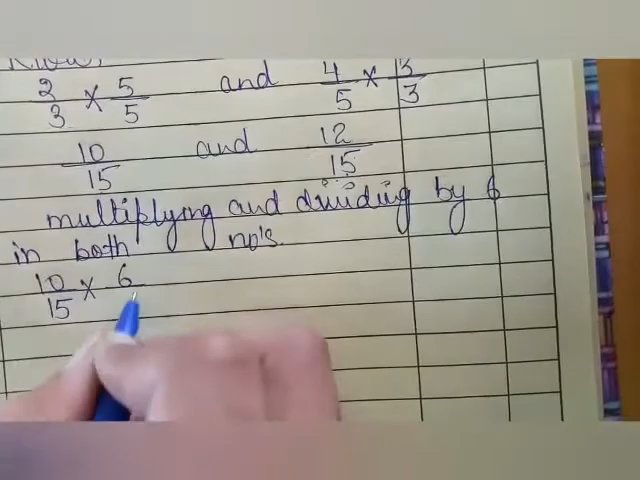 2/3 × 5/5 and 4/5 × 3/3
10/15 and 12/15
multiplying and dividing by 6
in both no's.
10/15 × 6